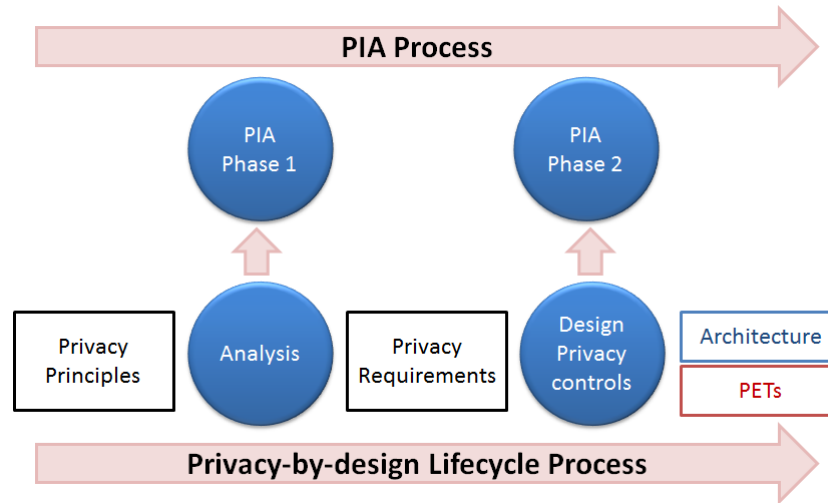 PIA Process
PIA
Phase 1
PIA
Phase 2
Privacy
Principles
Analysis
Privacy
Requirements
Design
Privacy
controls
Architecture
PETs
Privacy-by-design Lifecycle Process